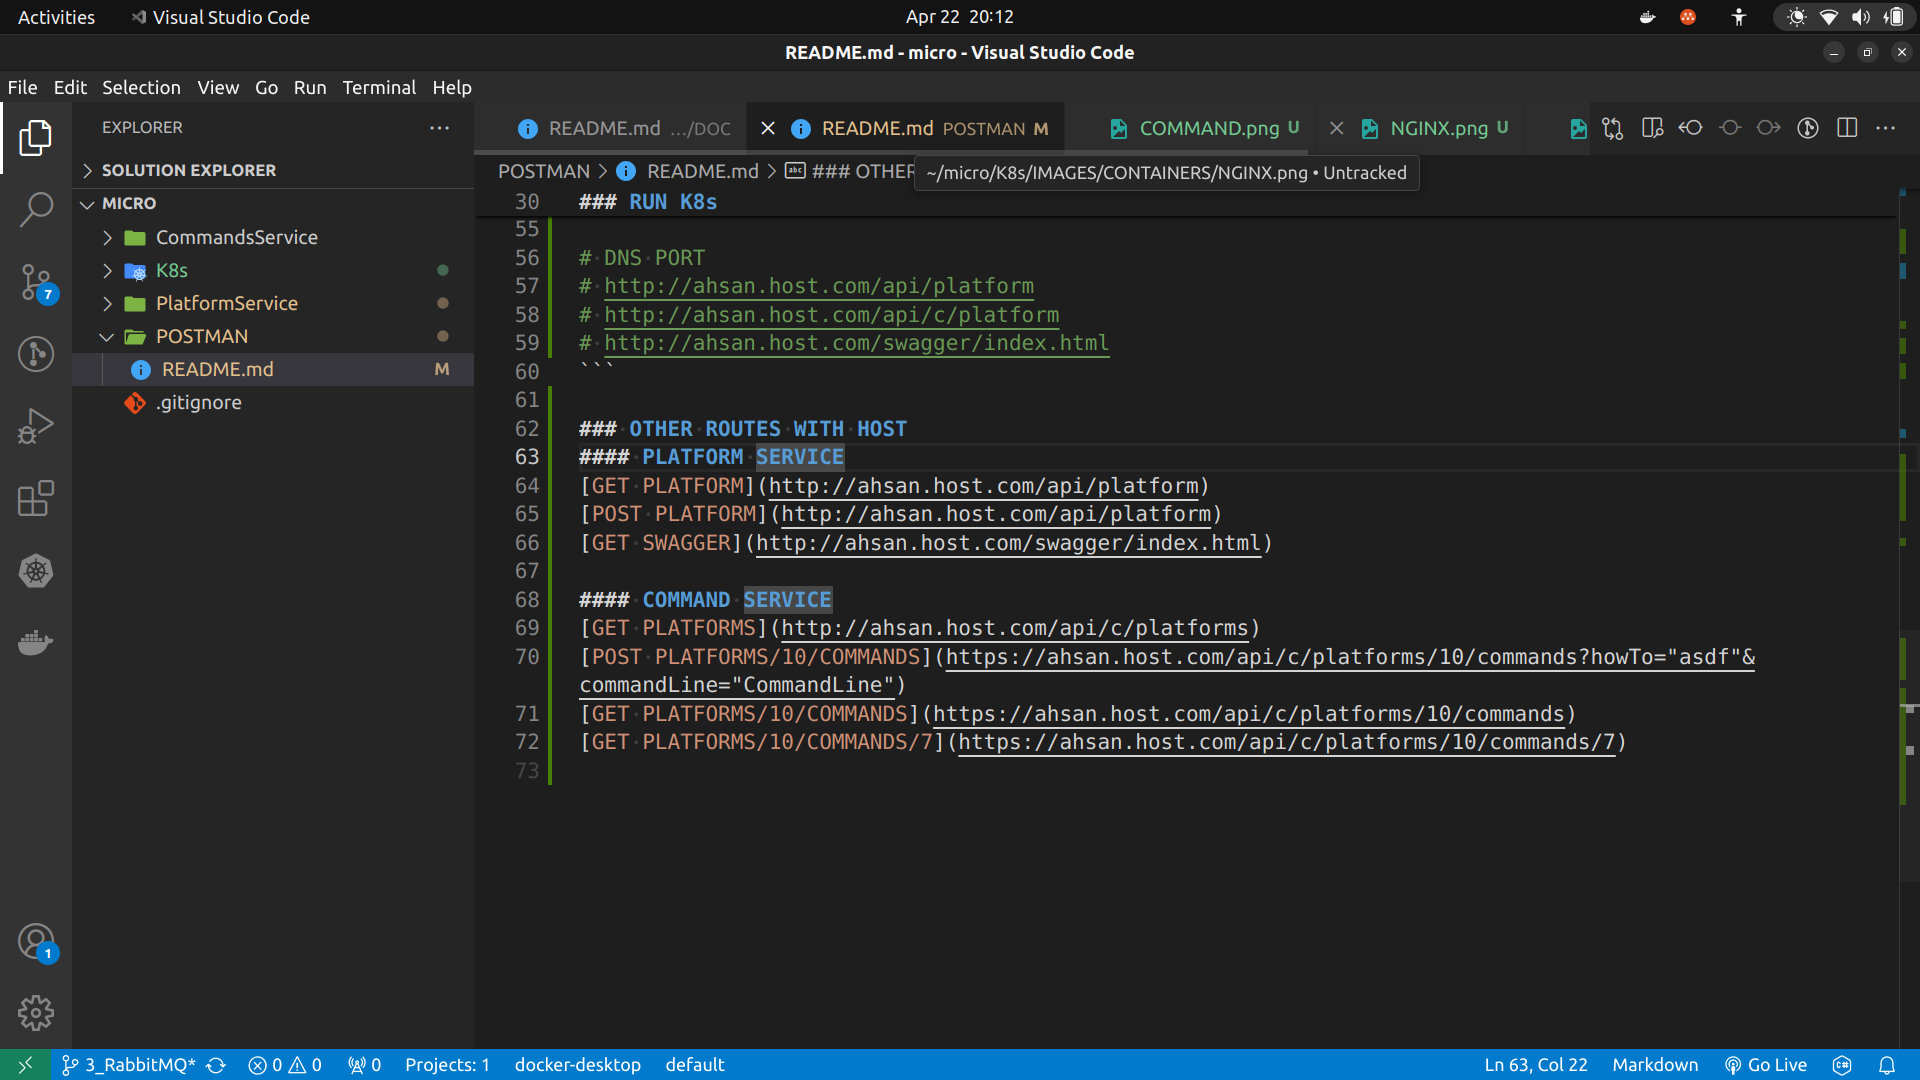 Activities
Visual Studio Code
Apr 22 20:12
README.md - micro - Visual Studio Code
File Edit Selection View Go Run Terminal Help
EXPLORER
README.md .../DOC
README.md POSTMAN M
COMMAND.png U
NGINX.png U
SOLUTION EXPLORER
POSTMAN > README.md > ### OTHER
~/micro/K8s/IMAGES/CONTAINERS/NGINX.png • Untracked
MICRO
CommandsService
K8s
PlatformService
POSTMAN
README.md M
.gitignore
7
1
30 ### RUN K8s
55
56 # DNS PORT
57 # http://ahsan.host.com/api/platform
58 # http://ahsan.host.com/api/c/platform
59 # http://ahsan.host.com/swagger/index.html
60 ```
61
62 ### OTHER ROUTES WITH HOST
63 #### PLATFORM SERVICE
64 [GET PLATFORM](http://ahsan.host.com/api/platform)
65 [POST PLATFORM](http://ahsan.host.com/api/platform)
66 [GET SWAGGER](http://ahsan.host.com/swagger/index.html)
67
68 #### COMMAND SERVICE
69 [GET PLATFORMS](http://ahsan.host.com/api/c/platforms)
70 [POST PLATFORMS/10/COMMANDS](https://ahsan.host.com/api/c/platforms/10/commands?howTo="asdf"&
commandLine="CommandLine")
71 [GET PLATFORMS/10/COMMANDS](https://ahsan.host.com/api/c/platforms/10/commands)
72 [GET PLATFORMS/10/COMMANDS/7](https://ahsan.host.com/api/c/platforms/10/commands/7)
73
3_RabbitMQ* 0 0 0 Projects: 1 docker-desktop default
Ln 63, Col 22 Markdown Go Live